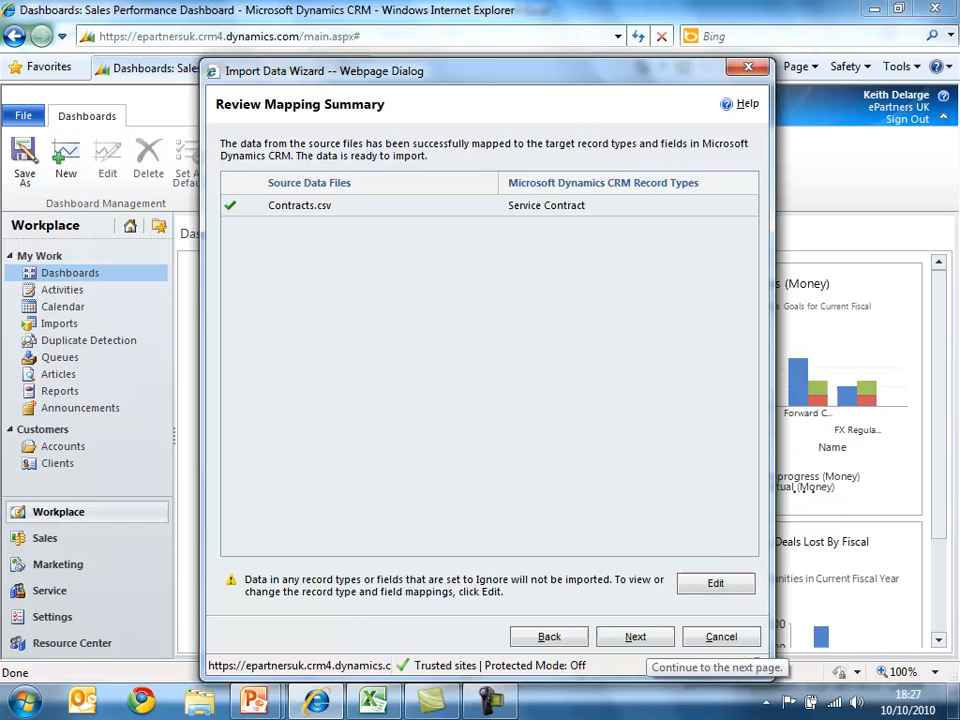 Dashboards: Sales Performance Dashboard - Microsoft Dynamics CRM - Windows Internet Explorer
https://epartnersuk.crm4.dynamics.com/main.aspx#
Bing
Favorites
Dashboards: Sale
Page
Safety
Tools
Import Data Wizard -- Webpage Dialog
Review Mapping Summary
Help
Keith Delarge
ePartners UK
Sign Out
File
Dashboards
Save As
New
Edit
Delete
Set A
Defau
Dashboard Management
The data from the source files has been successfully mapped to the target record types and fields in Microsoft
Dynamics CRM. The data is ready to import.
Source Data Files
Microsoft Dynamics CRM Record Types
Contracts.csv
Service Contract
Workplace
Das
My Work
Dashboards
Activities
Calendar
Imports
Duplicate Detection
Queues
Articles
Reports
Announcements
Customers
Accounts
Clients
Workplace
Sales
Marketing
Service
Settings
Resource Center
s (Money)
Goals for Current Fiscal
Forward C...
FX Regula...
Name
progress (Money)
tual (Money)
Deals Lost By Fiscal
nities in Current Fiscal Year
00
0
Data in any record types or fields that are set to Ignore will not be imported. To view or
change the record type and field mappings, click Edit.
Edit
Back
Next
Cancel
https://epartnersuk.crm4.dynamics.c
Trusted sites | Protected Mode: Off
Continue to the next page.
Done
100%
18:27
10/10/2010